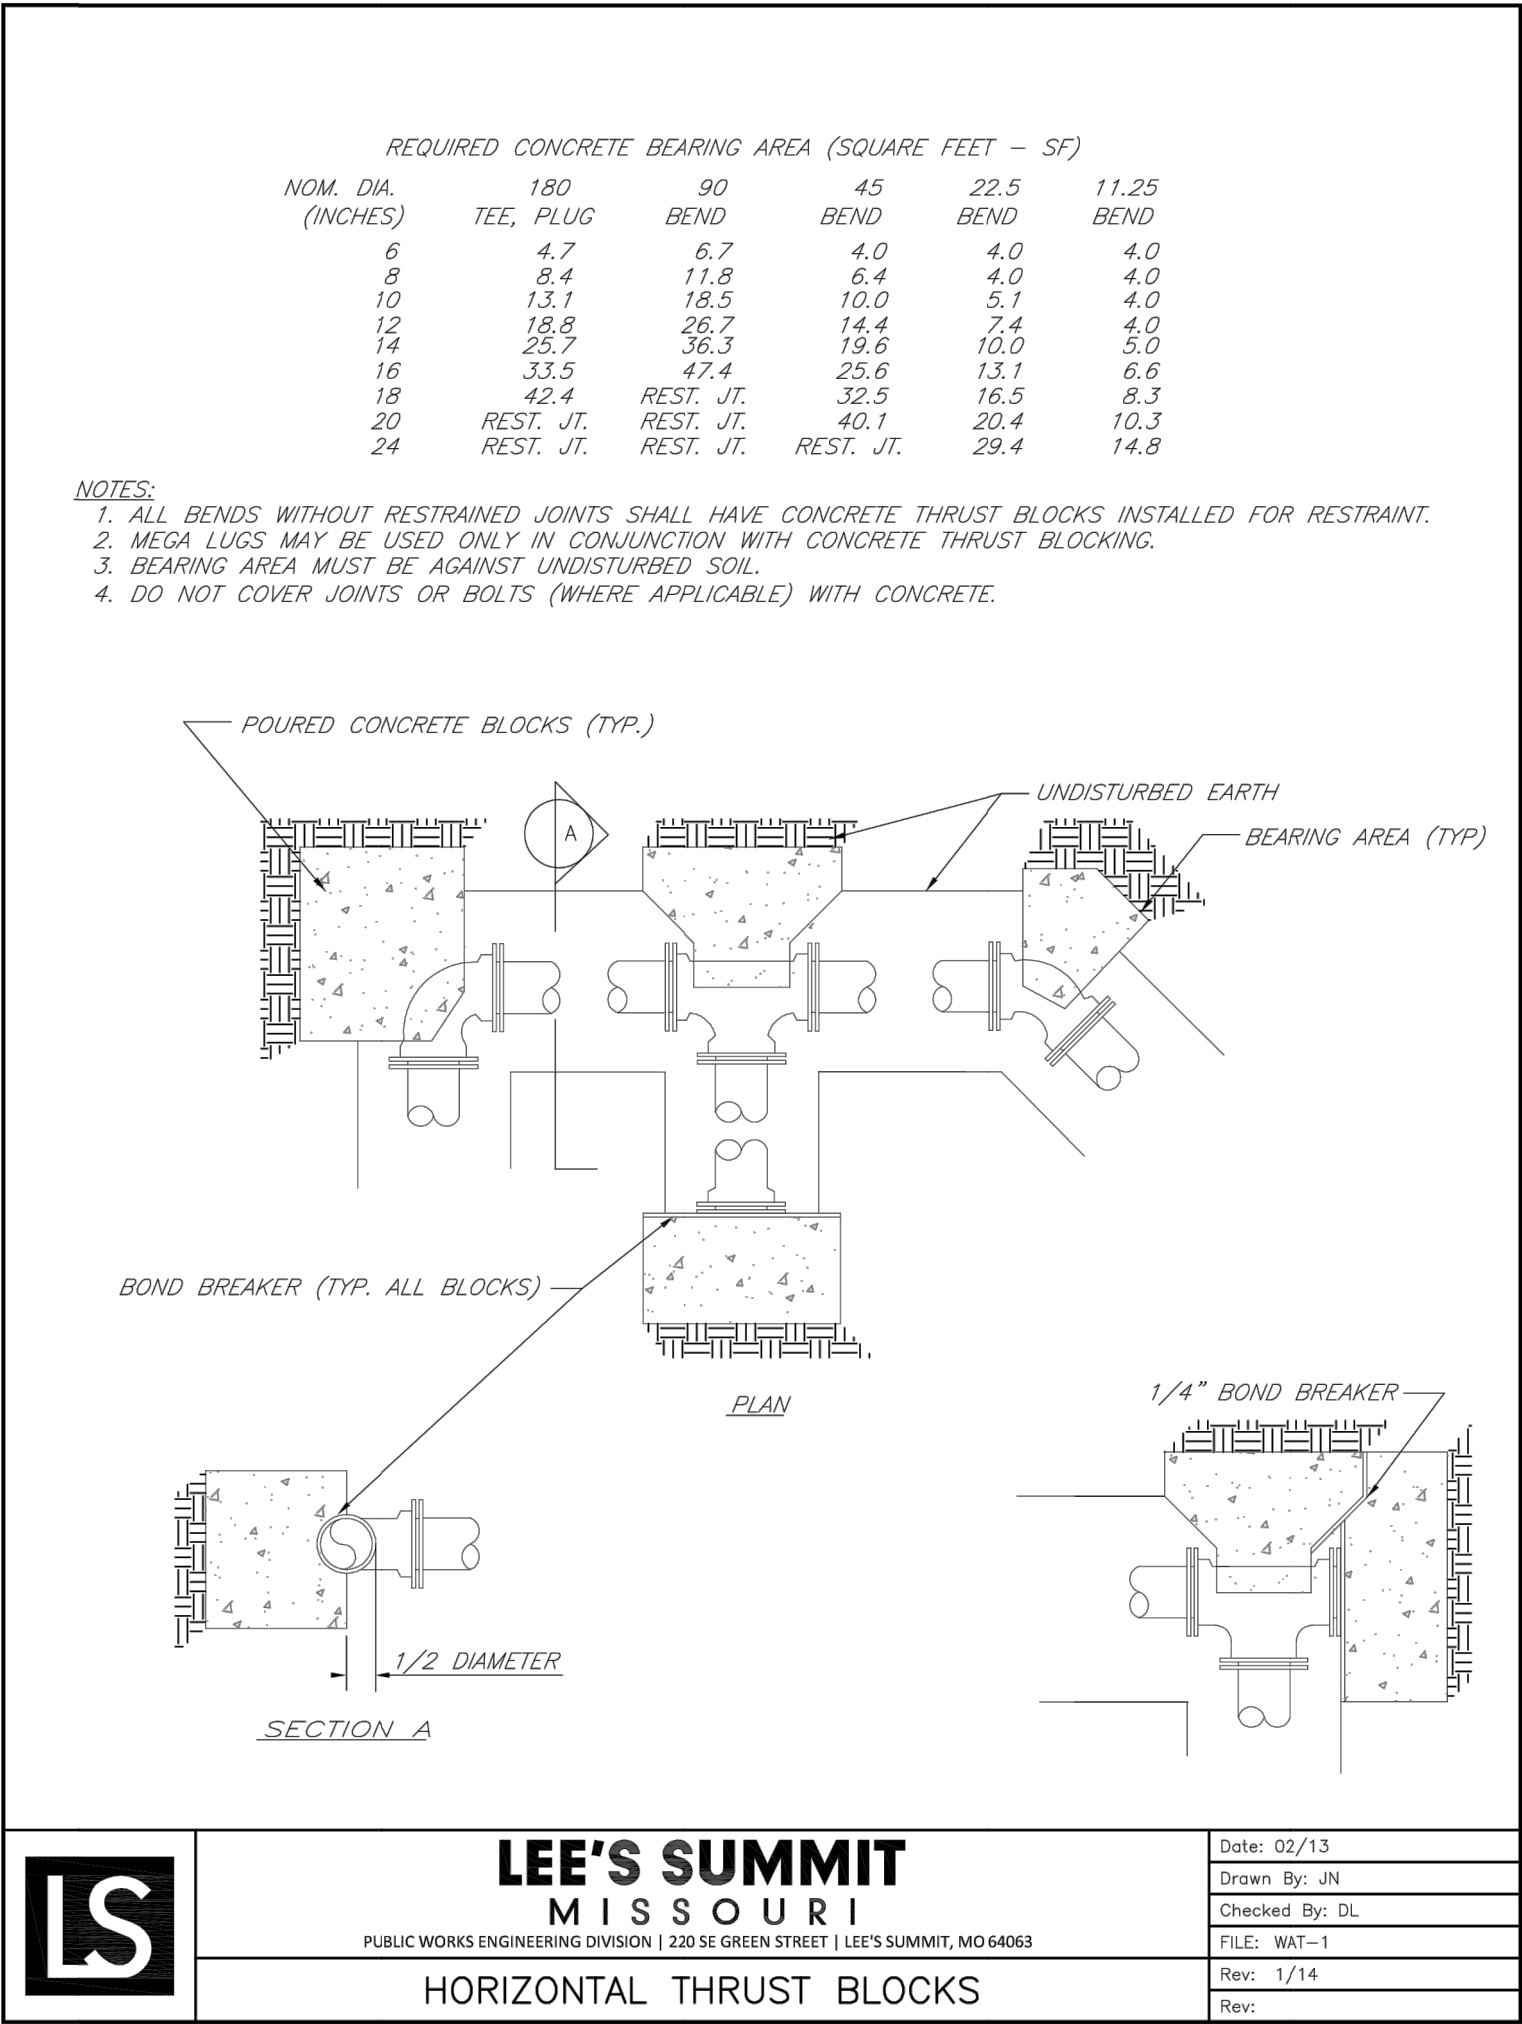 REQUIRED CONCRETE BEARING AREA (SQUARE FEET – SF)
NOM. DIA. 180 90 45 22.5 11.25
(INCHES) TEE, PLUG BEND BEND BEND BEND
6 4.7 6.7 4.0 4.0 4.0
8 8.4 11.8 6.4 4.0 4.0
10 13.1 18.5 10.0 5.1 4.0
12 18.8 26.7 14.4 7.4 4.0
14 25.7 36.3 19.6 10.0 5.0
16 33.5 47.4 25.6 13.1 6.6
18 42.4 REST. JT. 32.5 16.5 8.3
20 REST. JT. REST. JT. 40.1 20.4 10.3
24 REST. JT. REST. JT. REST. JT. 29.4 14.8
NOTES:
1. ALL BENDS WITHOUT RESTRAINED JOINTS SHALL HAVE CONCRETE THRUST BLOCKS INSTALLED FOR RESTRAINT.
2. MEGA LUGS MAY BE USED ONLY IN CONJUNCTION WITH CONCRETE THRUST BLOCKING.
3. BEARING AREA MUST BE AGAINST UNDISTURBED SOIL.
4. DO NOT COVER JOINTS OR BOLTS (WHERE APPLICABLE) WITH CONCRETE.
POURED CONCRETE BLOCKS (TYP.)
UNDISTURBED EARTH
A
BEARING AREA (TYP)
BOND BREAKER (TYP. ALL BLOCKS)
PLAN
1/4" BOND BREAKER
1/2 DIAMETER
SECTION A
LS
LEE'S SUMMIT
MISSOURI
PUBLIC WORKS ENGINEERING DIVISION | 220 SE GREEN STREET | LEE'S SUMMIT, MO 64063
HORIZONTAL THRUST BLOCKS
Date: 02/13
Drawn By: JN
Checked By: DL
FILE: WAT-1
Rev: 1/14
Rev: